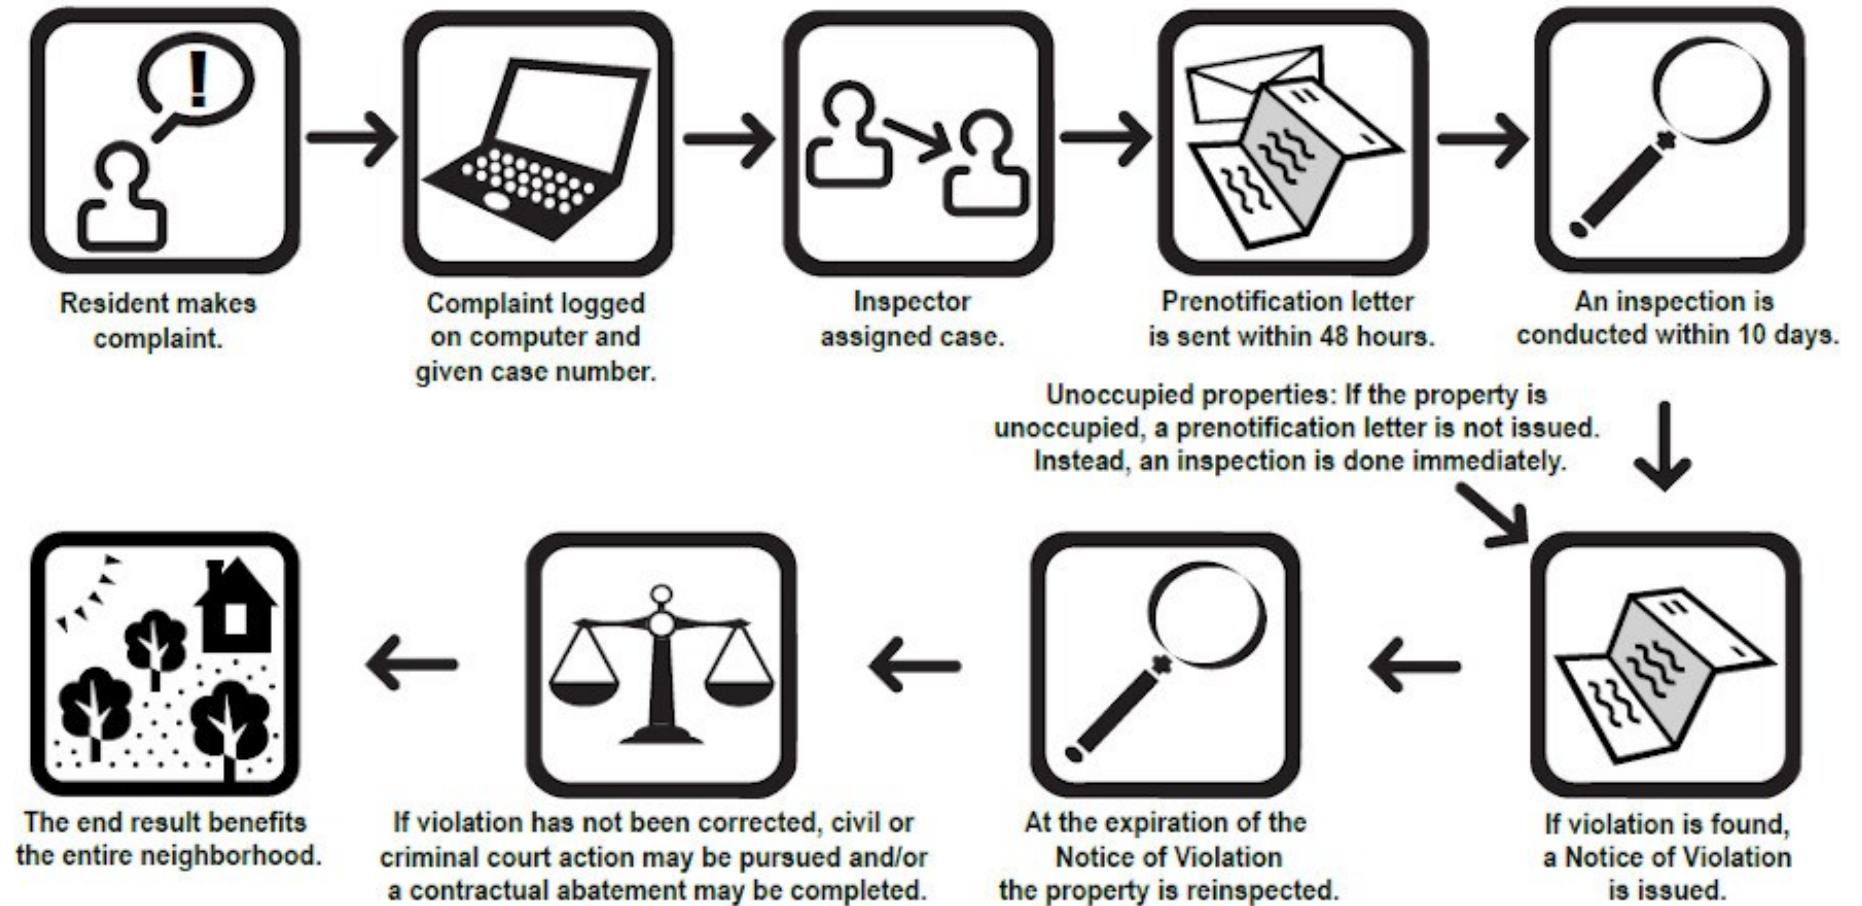 !
Resident makes
complaint.
Complaint logged
on computer and
given case number.
Inspector
assigned case.
Prenotification letter
is sent within 48 hours.
An inspection is
conducted within 10 days.
Unoccupied properties: If the property is
unoccupied, a prenotification letter is not issued.
Instead, an inspection is done immediately.
If violation is found,
a Notice of Violation
is issued.
At the expiration of the
Notice of Violation
the property is reinspected.
If violation has not been corrected, civil or
criminal court action may be pursued and/or
a contractual abatement may be completed.
The end result benefits
the entire neighborhood.